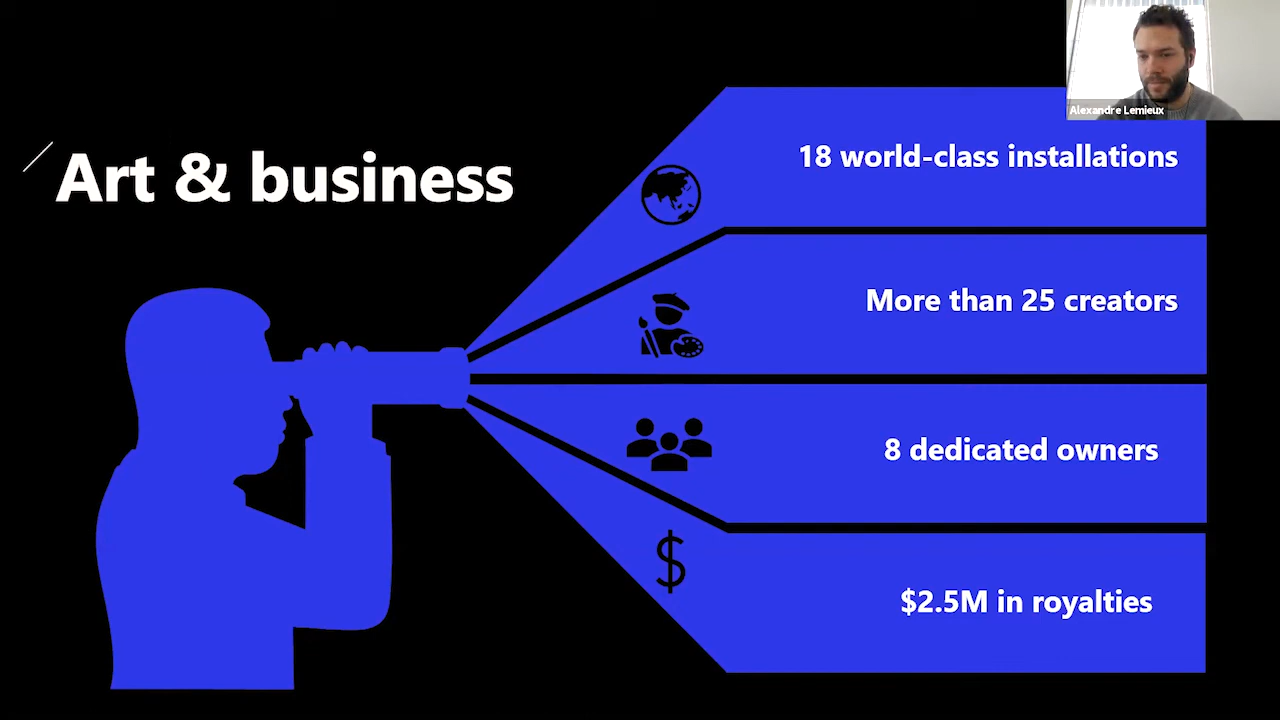 Alexandre Lemieux
Art & business
18 world-class installations
More than 25 creators
8 dedicated owners
$
$2.5M in royalties